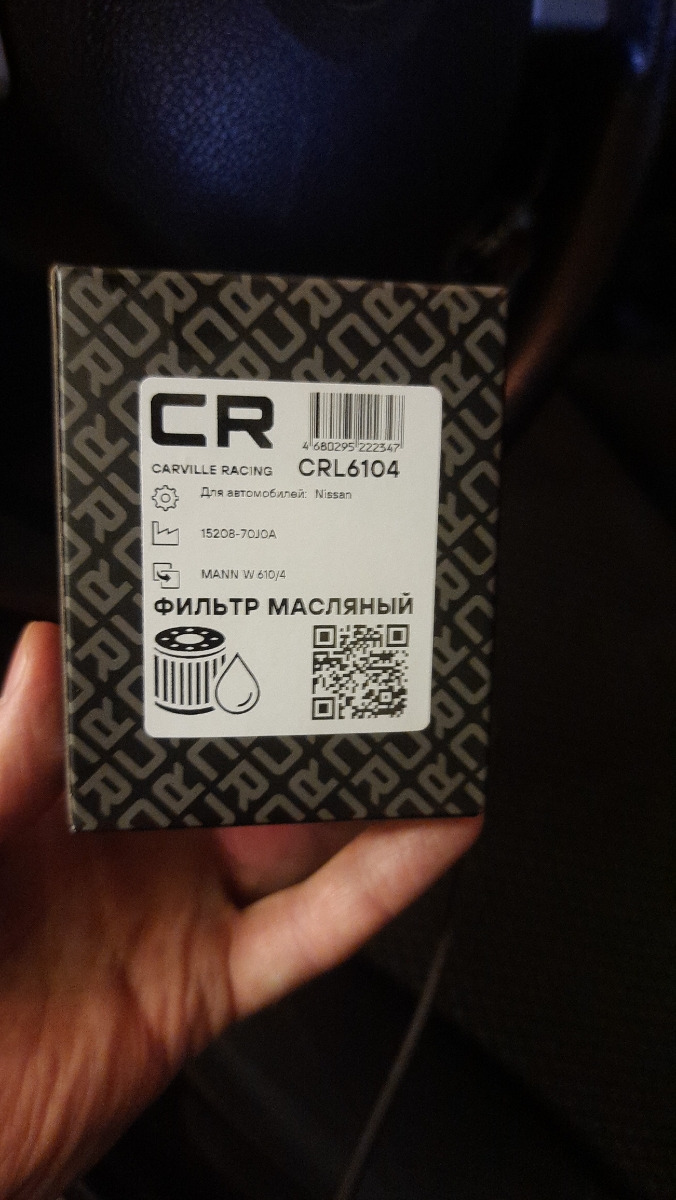 CR
4 680295 222347
CARVILLE RACING
CRL6104
Для автомобилей: Nissan
15208-70J0A
MANN W 610/4
ФИЛЬТР МАСЛЯНЫЙ